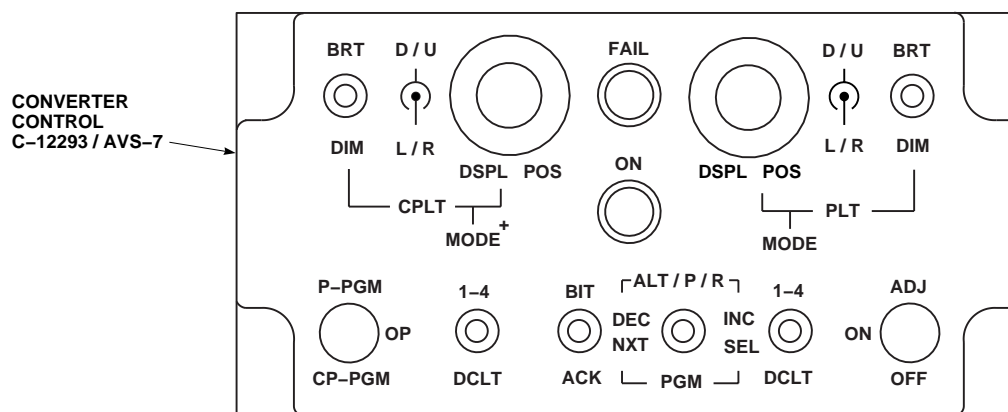 CONVERTER
CONTROL
C–12293 / AVS–7
BRT
D / U
FAIL
D / U
BRT
DIM
L / R
DSPL POS
ON
DSPL POS
L / R
DIM
CPLT
MODE +
PLT
MODE
P–PGM
OP
CP–PGM
1–4
DCLT
BIT
ACK
ALT / P / R
DEC
NXT
INC
SEL
PGM
1–4
DCLT
ADJ
ON
OFF